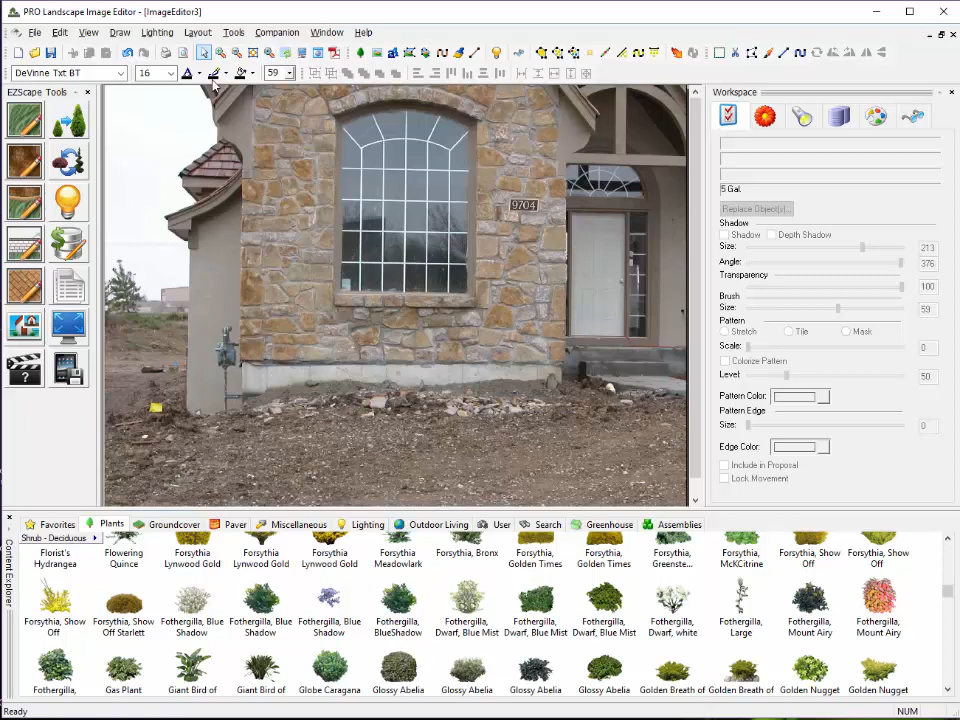 PRO Landscape Image Editor - [ImageEditor3]
File Edit View Draw Lighting Layout Tools Companion Window Help
DeVinne Txt BT 16 59
EZScape Tools
Workspace
9704
5 Gal.
Replace Object(s)...
Shadow
Shadow Depth Shadow
Size: 213
Angle: 376
Transparency
100
Brush
Size: 59
Pattern
Stretch Tile Mask
Scale: 0
Colorize Pattern
Level: 50
Pattern Color:
Pattern Edge
Size: 0
Edge Color:
Include in Proposal
Lock Movement
Content Explorer
Favorites Plants Groundcover Paver Miscellaneous Lighting Outdoor Living User Search Greenhouse Assemblies
Shrub - Deciduous
Florist's Hydrangea
Flowering Quince
Forsythia Lynwood Gold
Forsythia Lynwood Gold
Forsythia Lynwood Gold
Forsythia Meadowlark
Forsythia, Bronx
Forsythia, Golden Times
Forsythia, Golden Times
Forsythia, Greenste...
Forsythia, McKCitrine
Forsythia, Show Off
Forsythia, Show Off
Forsythia, Show Off
Forsythia, Show Off Starlett
Fothergilla, Blue Shadow
Fothergilla, Blue Shadow
Fothergilla, Blue Shadow
Fothergilla, BlueShadow
Fothergilla, Dwarf, Blue Mist
Fothergilla, Dwarf, Blue Mist
Fothergilla, Dwarf, Blue Mist
Fothergilla, Dwarf, white
Fothergilla, Large
Fothergilla, Mount Airy
Fothergilla, Mount Airy
Fothergilla,
Gas Plant
Giant Bird of
Giant Bird of
Globe Caragana
Glossy Abelia
Glossy Abelia
Glossy Abelia
Glossy Abelia
Golden Breath of
Golden Breath of
Golden Nugget
Golden Nugget
Ready NUM